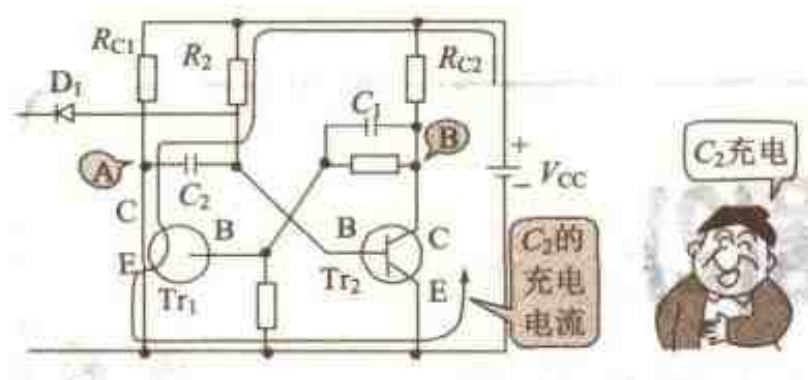 R_C1
R_2
R_C2
D_1
C_1
B
A
C_2
+
−
V_CC
C
B
B
C
E
E
Tr_1
Tr_2
C_2的
充电
电流
C_2充电